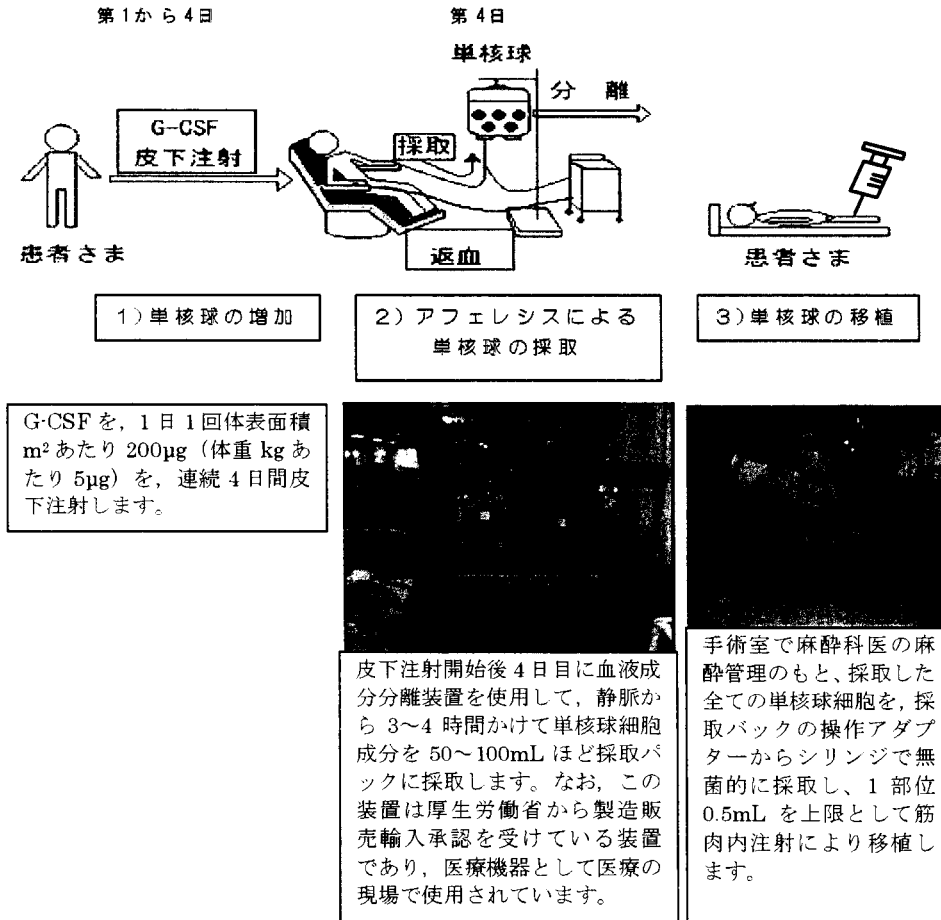 第1から4日
第4日
単核球
分離
G-CSF
皮下注射
採取
返血
患者さま
患者さま
1)単核球の増加
2)アフェレシスによる
単核球の採取
3)単核球の移植
G-CSFを，1日1回体表面積
m²あたり200μg（体重kgあ
たり5μg）を，連続4日間皮
下注射します。
皮下注射開始後4日目に血液成
分分離装置を使用して，静脈か
ら3～4時間かけて単核球細胞
成分を50～100mLほど採取バ
ックに採取します。なお，この
装置は厚生労働省から製造販
売輸入承認を受けている装置
であり，医療機器として医療の
現場で使用されています。
手術室で麻酔科医の麻
酔管理のもと、採取した
全ての単核球細胞を，採
取バックの操作アダプ
ターからシリンジで無
菌的に採取し、1部位
0.5mLを上限として筋
肉内注射により移植し
ます。